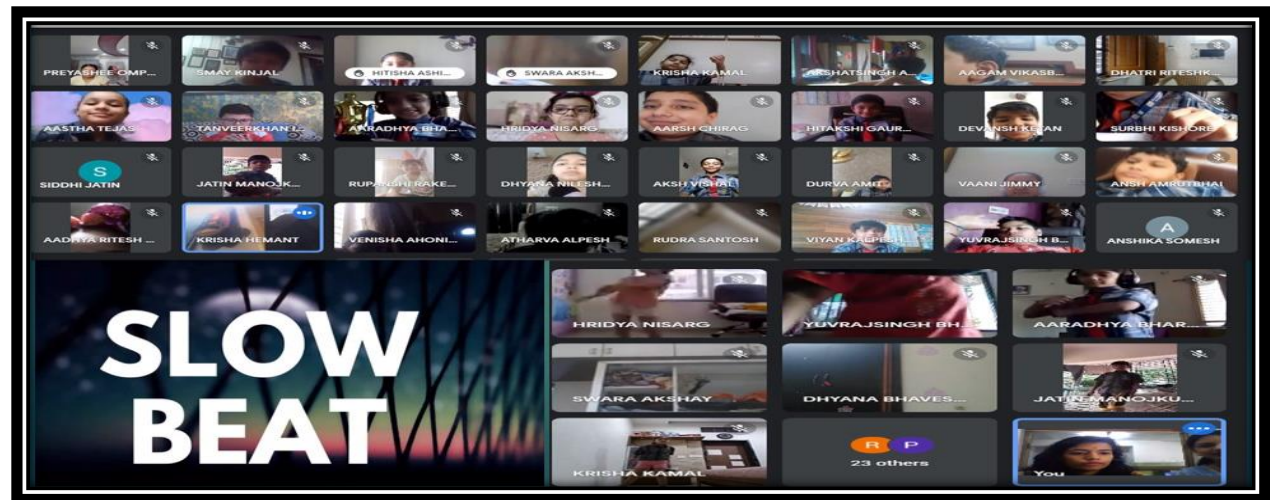 PREYASHEE OMP...
SMAY KINJAL
HITISHA ASHI...
SWARA AKSH...
KRISHA KAMAL
AKSHATSINGH A...
AAGAM VIKASB...
DHATRI RITESHK...
AASTHA TEJAS
TANVEERKHAN I...
AARADHYA BHA...
HRIDYA NISARG
AARSH CHIRAG
HITAKSHI GAUR...
DEVANSH KETAN
SURBHI KISHORE
S
SIDDHI JATIN
JATIN MANOJK...
RUPANSHI RAKE...
DHYANA NILESH...
AKSH VISHAL
DURVA AMIT
VAANI JIMMY
ANSH AMRUTBHAI
AADHYA RITESH ...
KRISHA HEMANT
VENISHA AHONI...
ATHARVA ALPESH
RUDRA SANTOSH
VIYAN KALPESH...
YUVRAJSINGH B...
A
ANSHIKA SOMESH
SLOW
BEAT
HRIDYA NISARG
YUVRAJSINGH BH...
AARADHYA BHAR...
SWARA AKSHAY
DHYANA BHAVES...
JATIN MANOJKU...
KRISHA KAMAL
R P
23 others
You